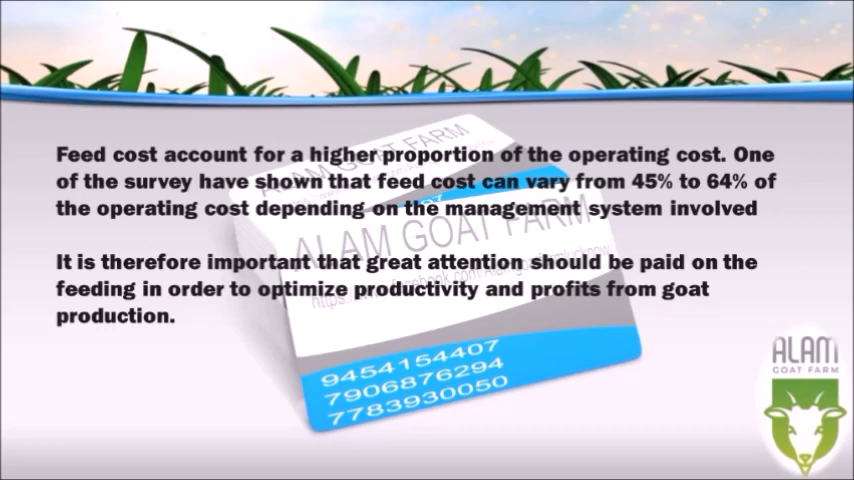 Feed cost account for a higher proportion of the operating cost. One
of the survey have shown that feed cost can vary from 45% to 64% of
the operating cost depending on the management system involved
It is therefore important that great attention should be paid on the
feeding in order to optimize productivity and profits from goat
production.
ALAM GOAT FARM
ALAM GOAT FARM
9454154407
7906876294
7783930050
ALAM
GOAT FARM